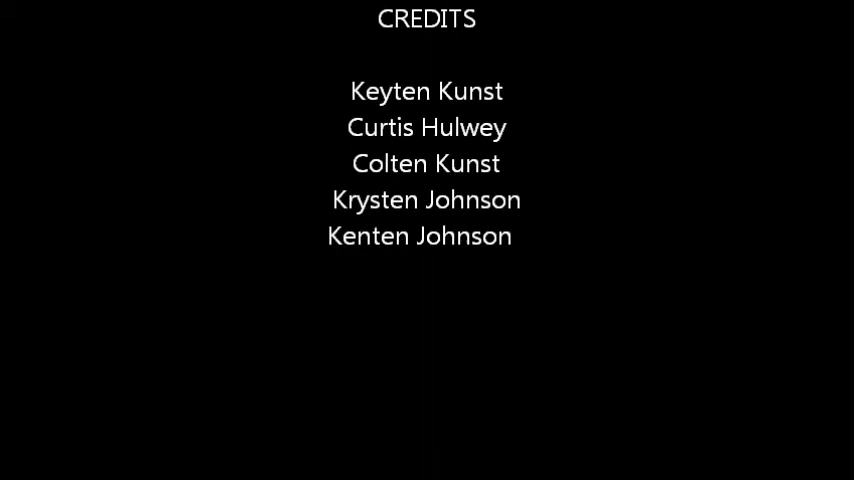 CREDITS
Keyten Kunst
Curtis Hulwey
Colten Kunst
Krysten Johnson
Kenten Johnson